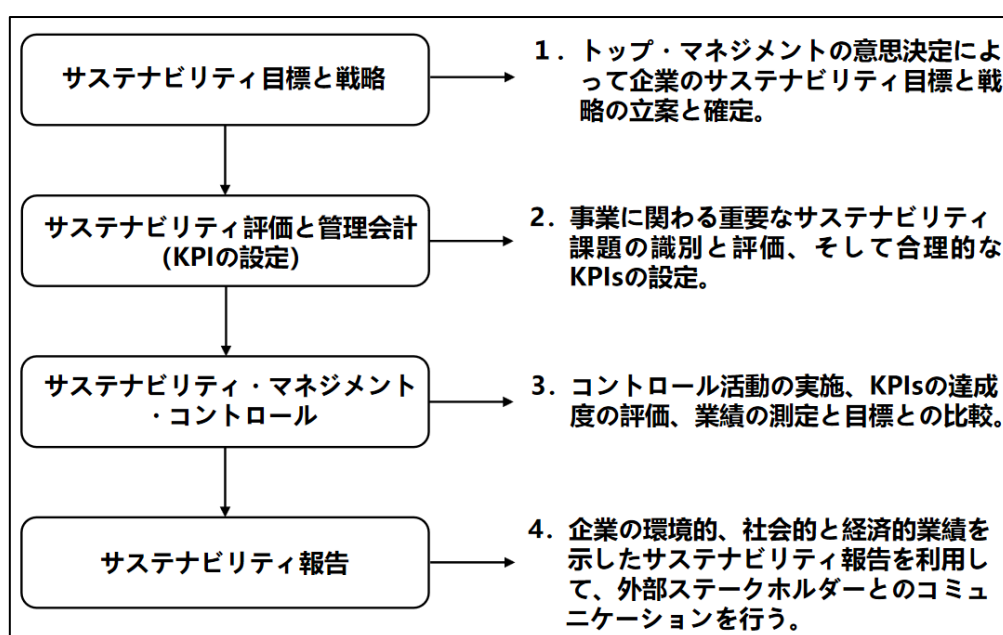 サステナビリティ目標と戦略
1．トップ・マネジメントの意思決定によ
って企業のサステナビリティ目標と戦
略の立案と確定。
サステナビリティ評価と管理会計
(KPIの設定)
2．事業に関わる重要なサステナビリティ
課題の識別と評価、そして合理的な
KPIsの設定。
サステナビリティ・マネジメント
・コントロール
3．コントロール活動の実施、KPIsの達成
度の評価、業績の測定と目標との比較。
サステナビリティ報告
4．企業の環境的、社会的と経済的業績を
示したサステナビリティ報告を利用し
て、外部ステークホルダーとのコミュ
ニケーションを行う。